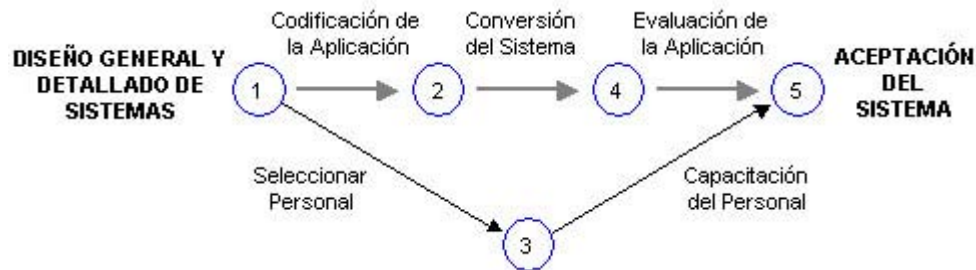 Codificación de
la Aplicación
Conversión
del Sistema
Evaluación de
la Aplicación
DISEÑO GENERAL Y
DETALLADO DE
SISTEMAS
1
2
4
5
ACEPTACIÓN
DEL
SISTEMA
Seleccionar
Personal
Capacitación
del Personal
3